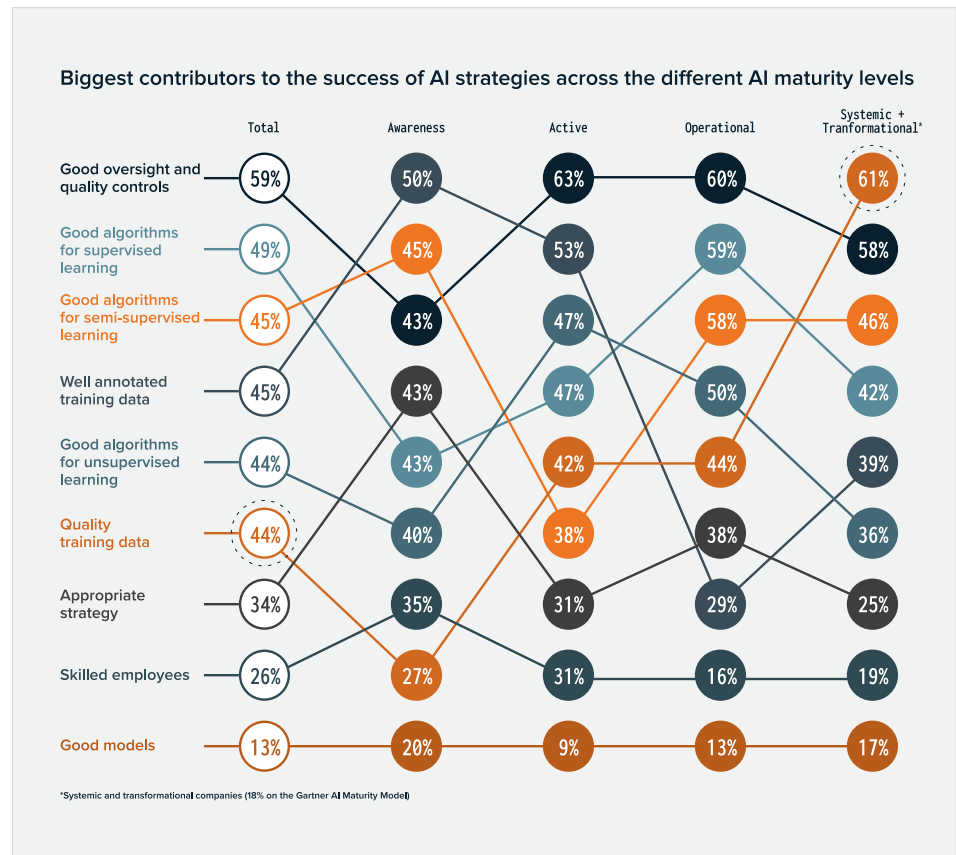 Biggest contributors to the success of AI strategies across the different AI maturity levels
Total
Awareness
Active
Operational
Systemic +
Tranformational*
Good oversight and
quality controls
59%
50%
63%
60%
61%
Good algorithms
for supervised
learning
49%
45%
53%
59%
58%
Good algorithms
for semi-supervised
learning
45%
43%
47%
58%
46%
Well annotated
training data
45%
43%
47%
50%
42%
Good algorithms
for unsupervised
learning
44%
43%
42%
44%
39%
Quality
training data
44%
40%
38%
38%
36%
Appropriate
strategy
34%
35%
31%
29%
25%
Skilled employees
26%
27%
31%
16%
19%
Good models
13%
20%
9%
13%
17%
*Systemic and transformational companies (18% on the Gartner AI Maturity Model)